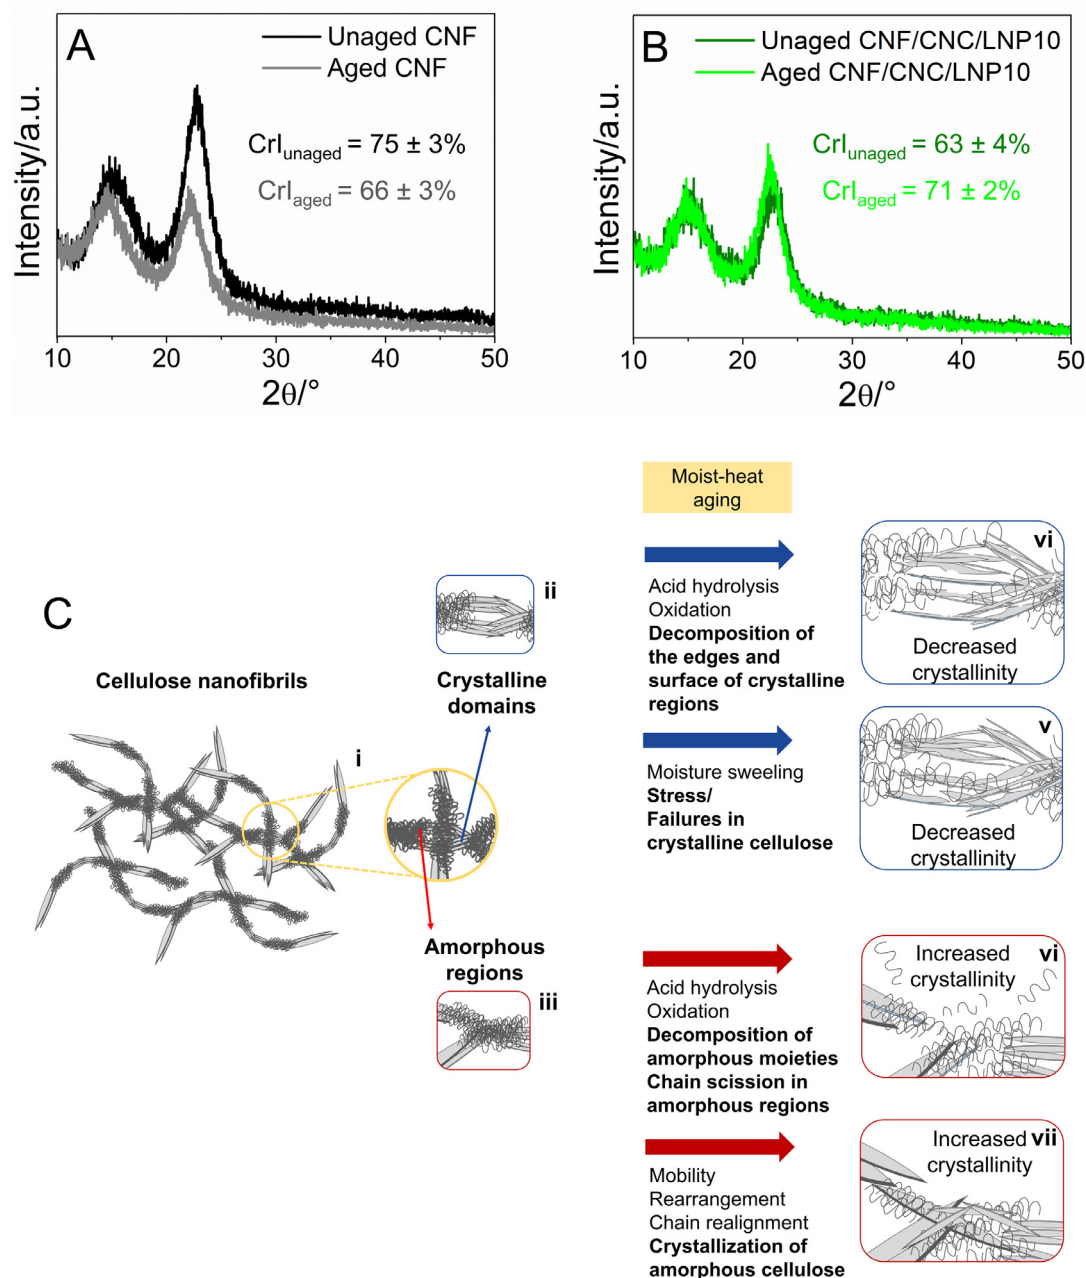 A
Unaged CNF
Aged CNF
CrIunaged = 75 ± 3%
CrIaged = 66 ± 3%
Intensity/a.u.
10 20 30 40 50
2θ/°
B
Unaged CNF/CNC/LNP10
Aged CNF/CNC/LNP10
CrIunaged = 63 ± 4%
CrIaged = 71 ± 2%
Intensity/a.u.
10 20 30 40 50
2θ/°
C
Cellulose nanofibrils
i
ii
Crystalline
domains
Amorphous
regions
iii
Moist-heat
aging
Acid hydrolysis
Oxidation
Decomposition of
the edges and
surface of crystalline
regions
vi
Decreased
crystallinity
Moisture sweeling
Stress/
Failures in
crystalline cellulose
v
Decreased
crystallinity
Acid hydrolysis
Oxidation
Decomposition of
amorphous moieties
Chain scission in
amorphous regions
Increased vi
crystallinity
Mobility
Rearrangement
Chain realignment
Crystallization of
amorphous cellulose
Increased vii
crystallinity